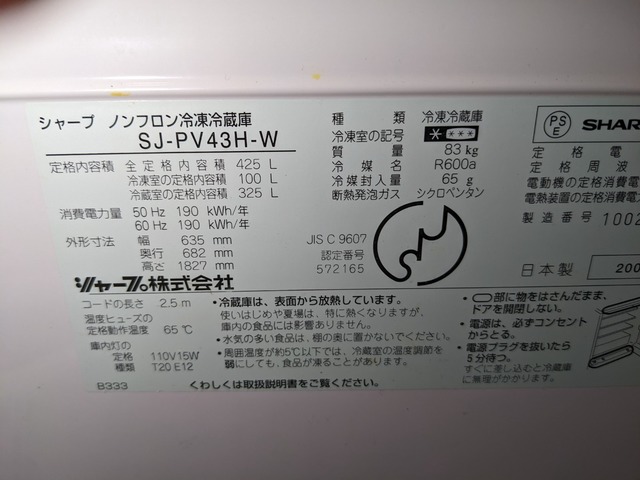 シャープ ノンフロン冷凍冷蔵庫
SJ-PV43H-W
定格内容積 全定格内容積 425 L
冷凍室の定格内容積 100 L
冷蔵室の定格内容積 325 L
消費電力量 50 Hz 190 kWh/年
60 Hz 190 kWh/年
外形寸法 幅 635 mm
奥行 682 mm
高さ 1827 mm
シャープ株式会社
コードの長さ 2.5 m
温度ヒューズの
定格動作温度 65℃
庫内灯の
定格 110V15W
種類 T20 E12
B333
種類 冷凍冷蔵庫
冷凍室の記号
質量 83 kg
冷媒名 R600a
冷媒封入量 65 g
断熱発泡ガス シクロペンタン
JIS C 9607
認定番号
572165
・冷蔵庫は、表面から放熱しています。
使いはじめや夏場は、特に熱くなりますが、
庫内の食品には影響ありません。
・水気の多い食品は、棚の奥に置かないでください。
・周囲温度が約5℃以下では、冷蔵室の温度調節を
弱にしても、食品が凍ることがあります。
くわしくは取扱説明書をご覧ください。
PS
E
SHAR
定格電
定格周波
電動機の定格消費電
電熱装置の定格消費電
製造番号 1002
日本製 200
・部に物をはさんだまま、
ドアを開閉しない。
・電源は、必ずコンセント
からとる。
・電源プラグを抜いたら
5分待つ。
すぐに差し込むと冷凍
に無理がかかり